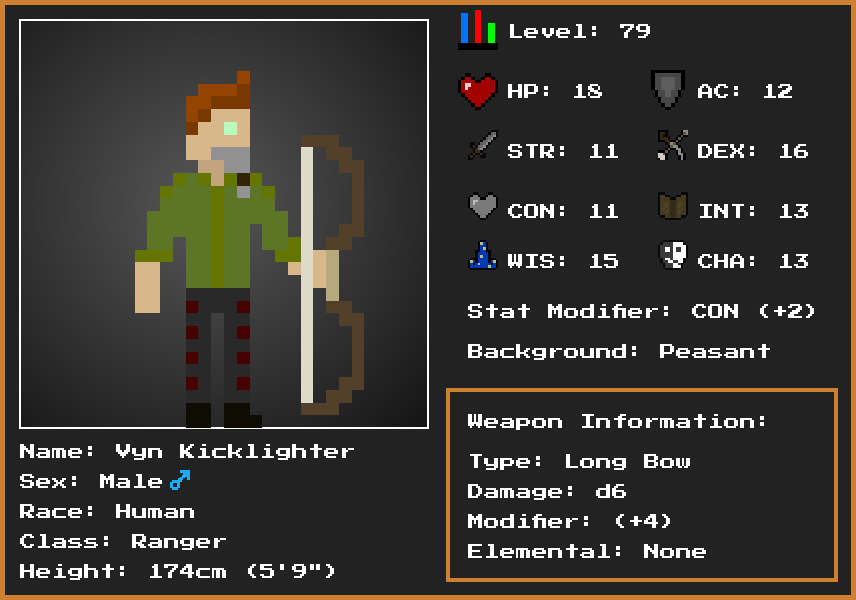 Level: 79
HP: 18 AC: 12
STR: 11 DEX: 16
CON: 11 INT: 13
WIS: 15 CHA: 13
Stat Modifier: CON (+2)
Background: Peasant
Weapon Information:
Type: Long Bow
Damage: d6
Modifier: (+4)
Elemental: None
Name: Vyn Kicklighter
Sex: Male ♂
Race: Human
Class: Ranger
Height: 174cm (5'9")